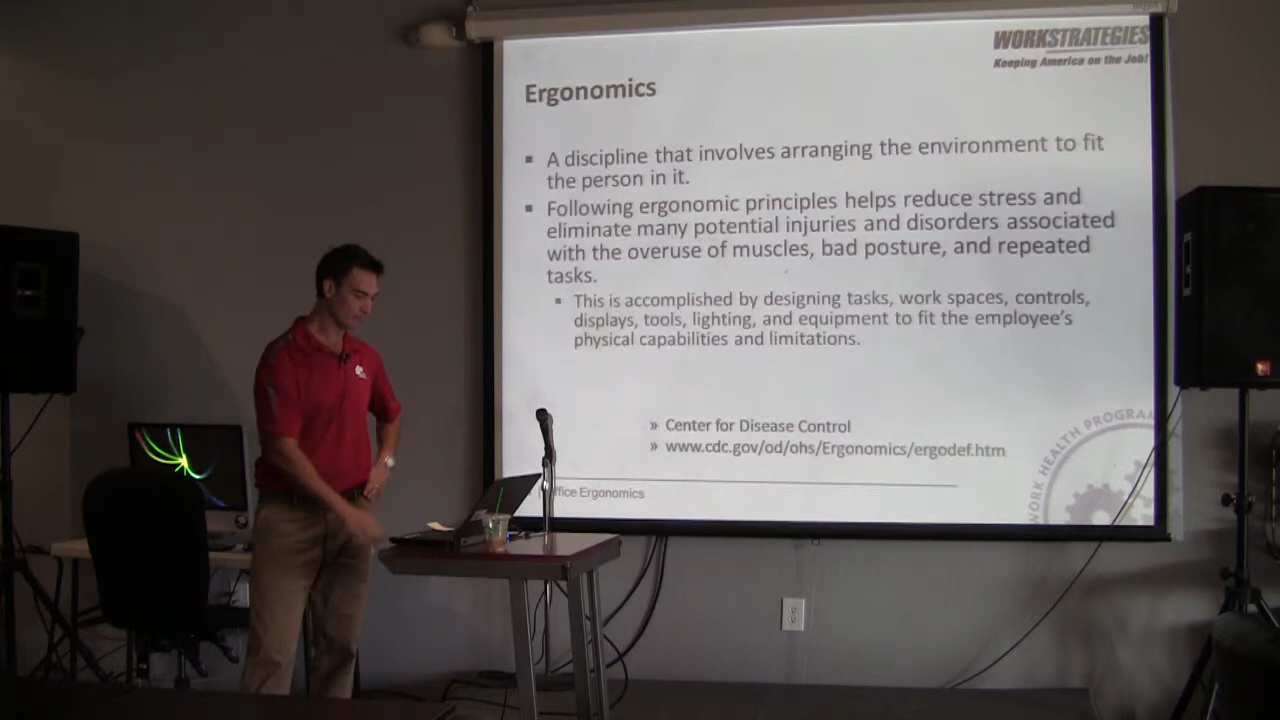 WORKSTRATEGIES
Keeping America on the Job!
Ergonomics
▪ A discipline that involves arranging the environment to fit
the person in it.
▪ Following ergonomic principles helps reduce stress and
eliminate many potential injuries and disorders associated
with the overuse of muscles, bad posture, and repeated
tasks.
▪ This is accomplished by designing tasks, work spaces, controls,
displays, tools, lighting, and equipment to fit the employee's
physical capabilities and limitations.
» Center for Disease Control
» www.cdc.gov/od/ohs/Ergonomics/ergodef.htm
WORK HEALTH PROGRAM
| Office Ergonomics